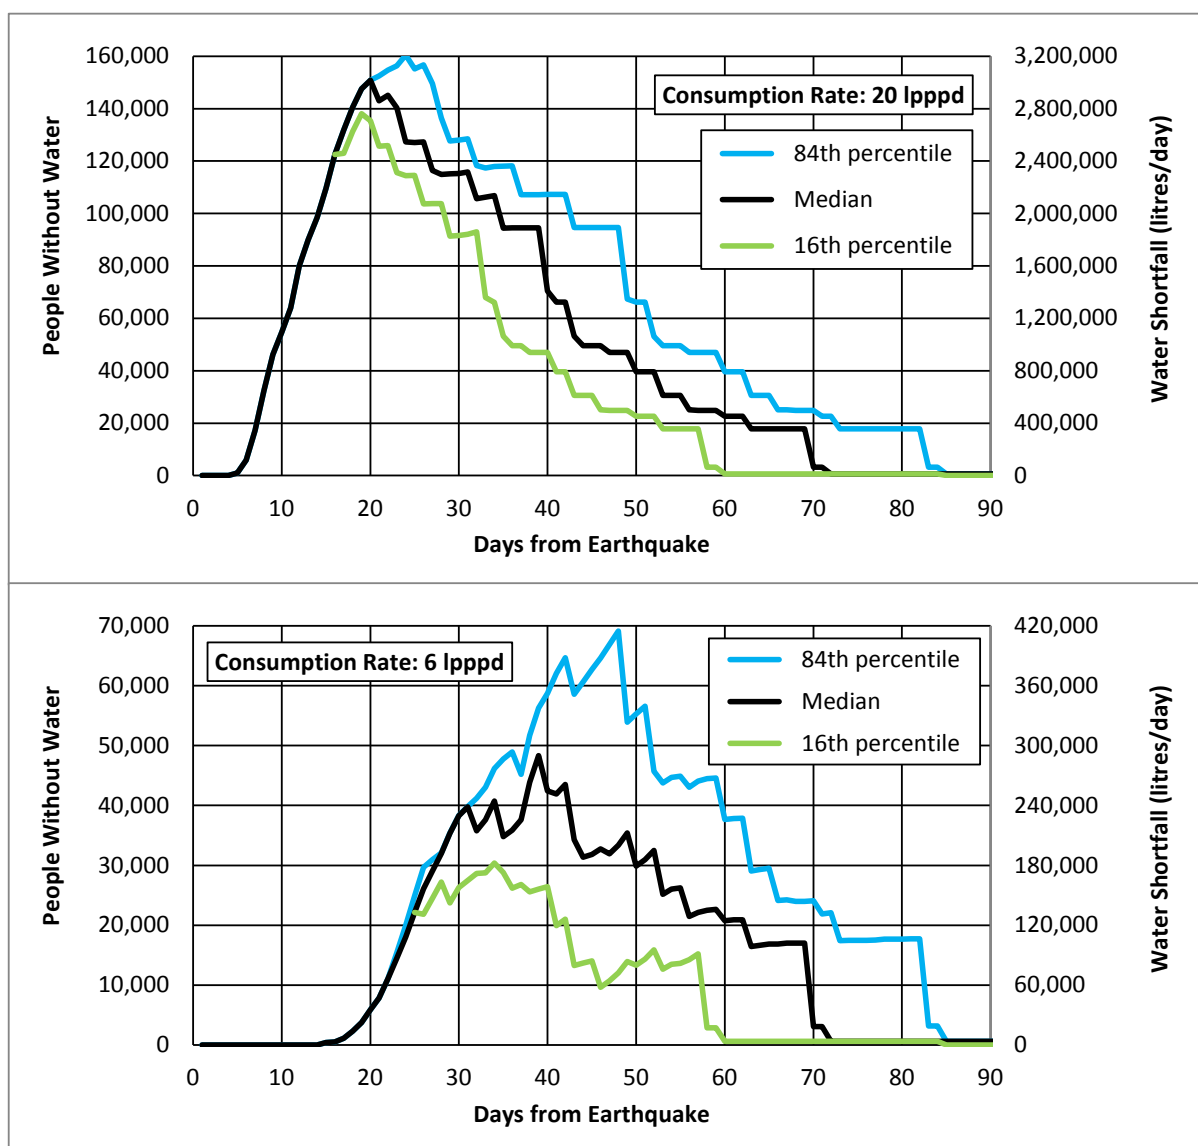 People Without Water
160,000
140,000
120,000
100,000
80,000
60,000
40,000
20,000
0
3,200,000
2,800,000
2,400,000
2,000,000
1,600,000
1,200,000
800,000
400,000
0
Water Shortfall (litres/day)
Consumption Rate: 20 lpppd
84th percentile
Median
16th percentile
0 10 20 30 40 50 60 70 80 90
Days from Earthquake
People Without Water
70,000
60,000
50,000
40,000
30,000
20,000
10,000
0
420,000
360,000
300,000
240,000
180,000
120,000
60,000
0
Water Shortfall (litres/day)
Consumption Rate: 6 lpppd
84th percentile
Median
16th percentile
0 10 20 30 40 50 60 70 80 90
Days from Earthquake